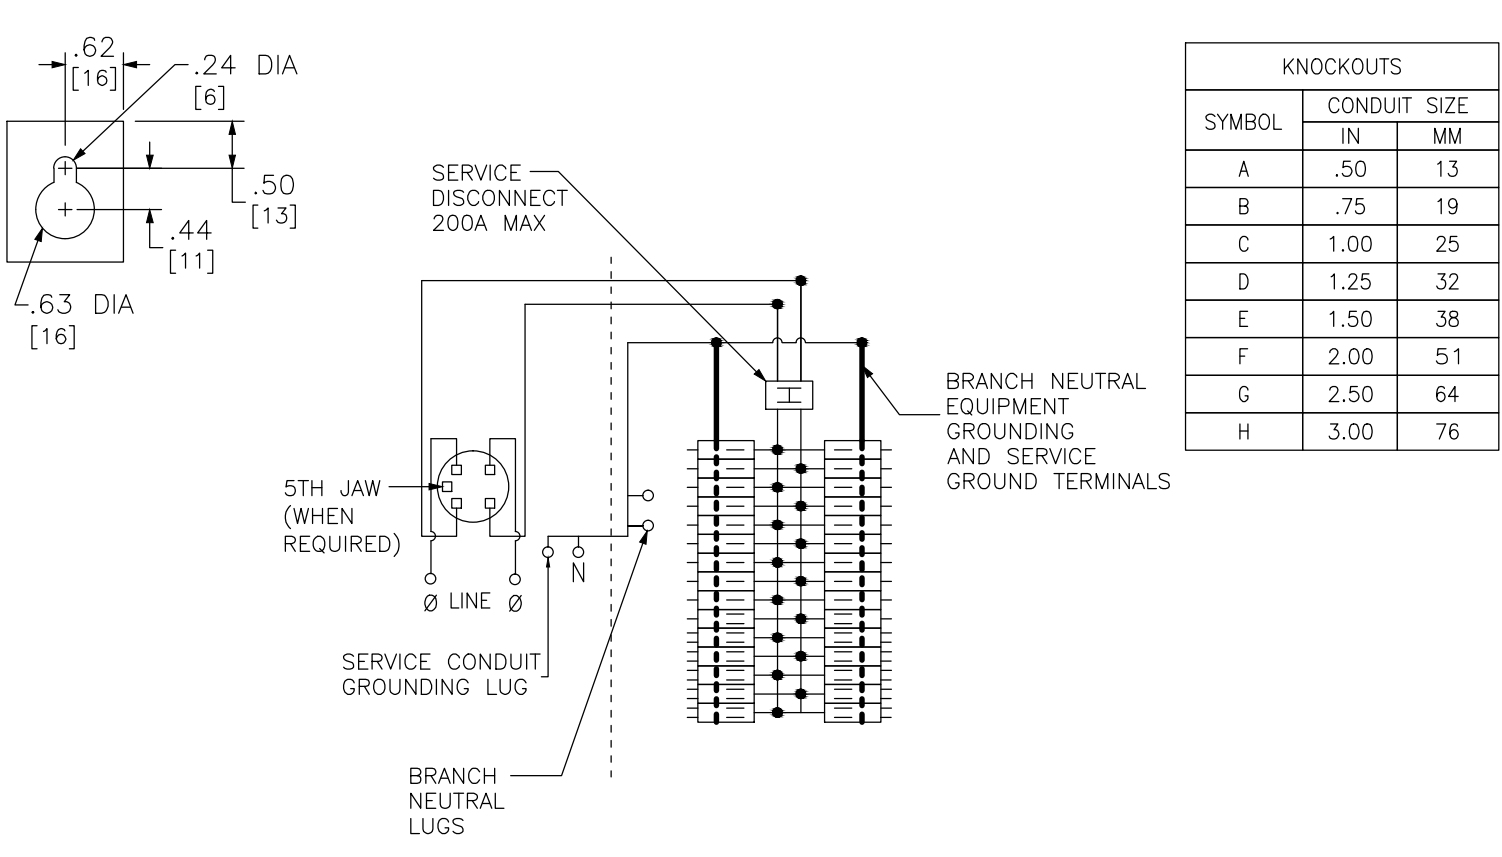 .62
[16]
.24 DIA
[6]
.50
[13]
.44
[11]
.63 DIA
[16]
SERVICE
DISCONNECT
200A MAX
BRANCH NEUTRAL
EQUIPMENT
GROUNDING
AND SERVICE
GROUND TERMINALS
5TH JAW
(WHEN
REQUIRED)
N
Ø LINE Ø
SERVICE CONDUIT
GROUNDING LUG
BRANCH
NEUTRAL
LUGS
KNOCKOUTS
SYMBOL
CONDUIT SIZE
IN MM
A .50 13
B .75 19
C 1.00 25
D 1.25 32
E 1.50 38
F 2.00 51
G 2.50 64
H 3.00 76